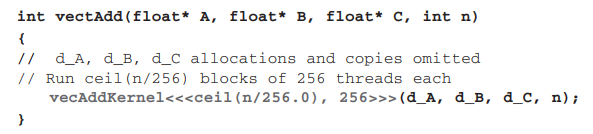 int vectAdd(float* A, float* B, float* C, int n)
{
// d_A, d_B, d_C allocations and copies omitted
// Run ceil(n/256) blocks of 256 threads each
vecAddKernel<<<ceil(n/256.0), 256>>>(d_A, d_B, d_C, n);
}